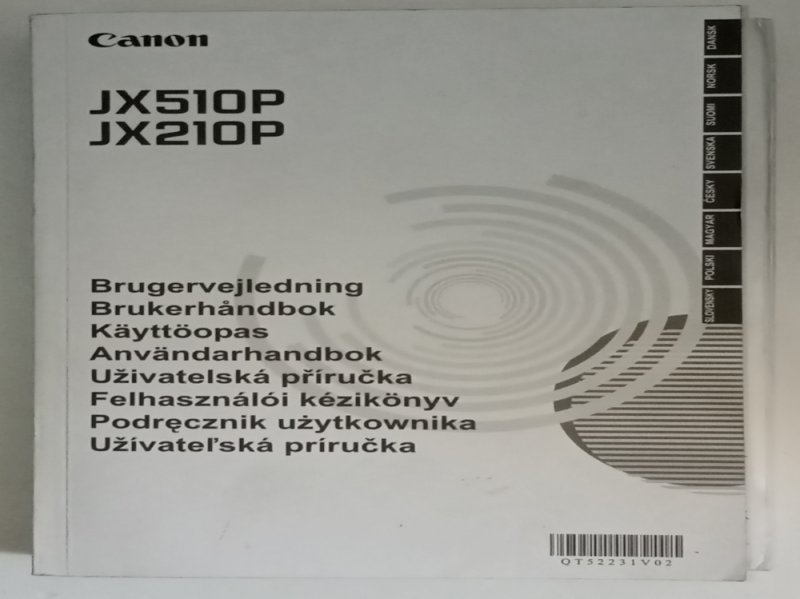 Canon
JX510P
JX210P
Brugervejledning
Brukerhåndbok
Käyttöopas
Användarhandbok
Uživatelská příručka
Felhasználói kézikönyv
Podręcznik użytkownika
Užívateľská príručka
DANSK
NORSK
SUOMI
SVENSKA
ČESKY
MAGYAR
POLSKI
SLOVENSKY
QT52231V02